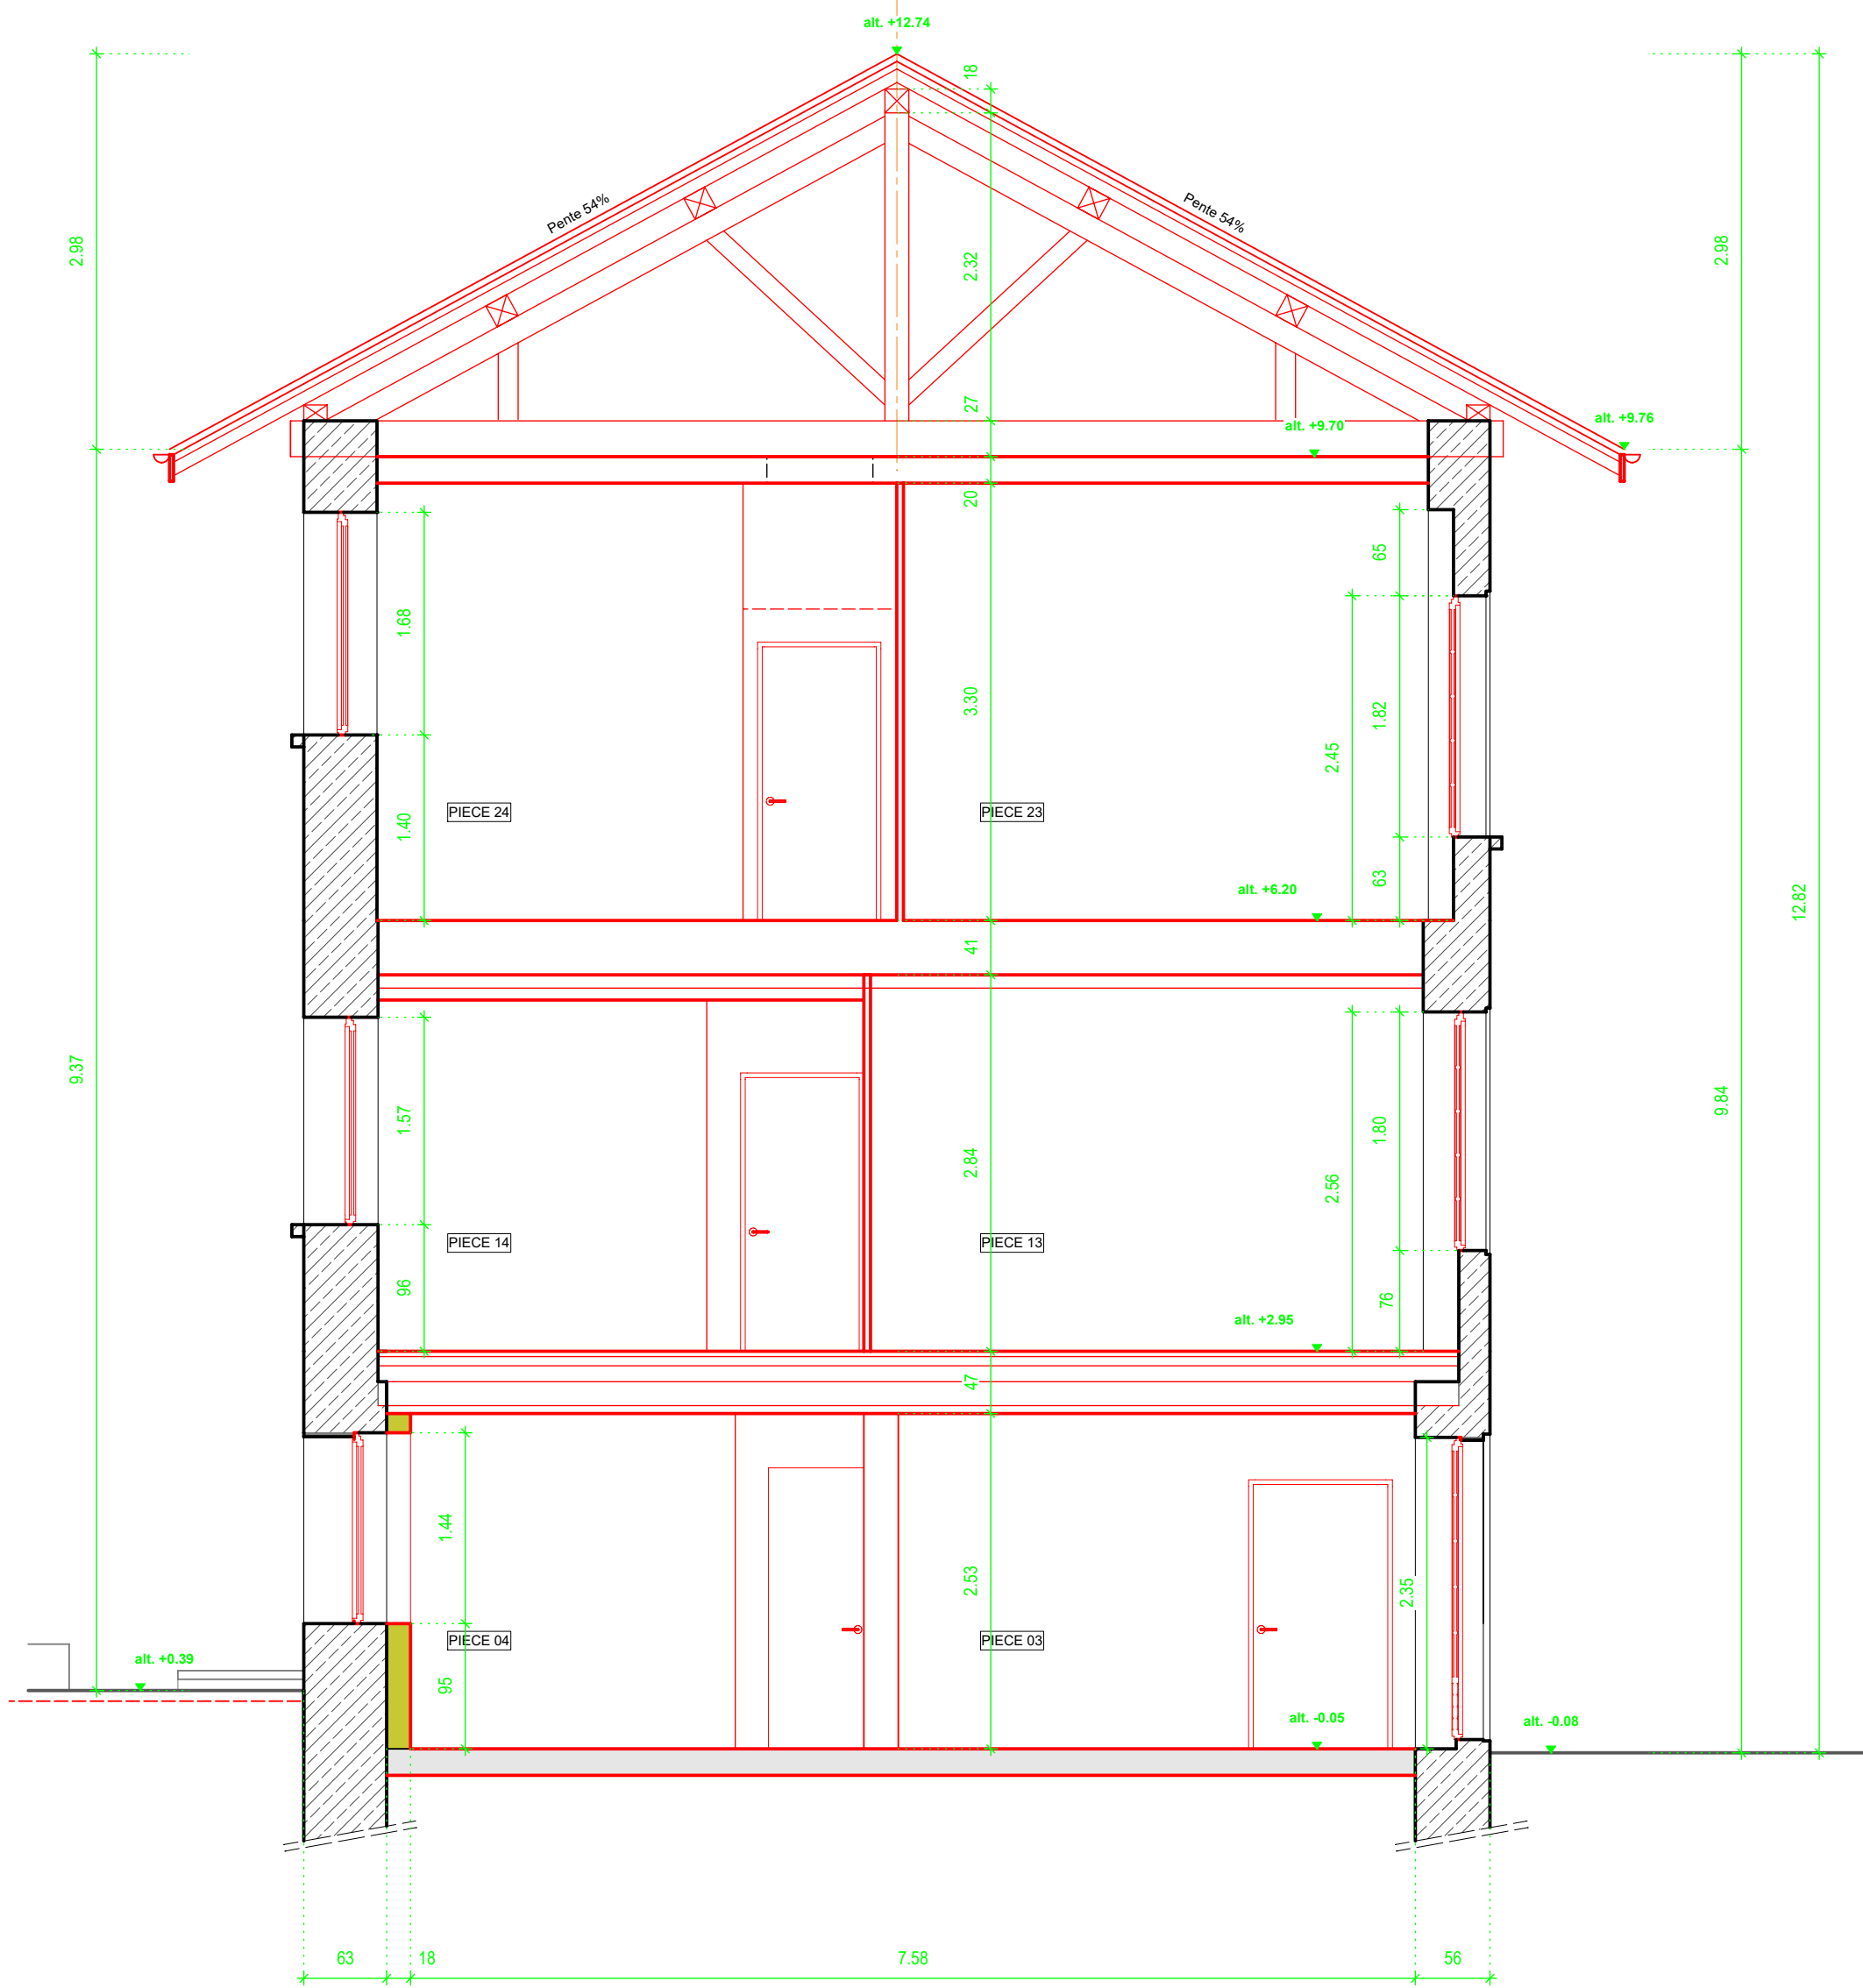 alt. +12.74
18
Pente 54%
Pente 54%
2.98
2.32
2.98
27
alt. +9.70
alt. +9.76
20
65
1.68
3.30
1.82
2.45
1.40
PIECE 24
PIECE 23
63
alt. +6.20
12.82
41
9.37
1.57
2.84
1.80
2.56
9.84
PIECE 14
PIECE 13
96
76
alt. +2.95
47
1.44
2.53
2.35
PIECE 04
PIECE 03
alt. +0.39
95
alt. -0.05
alt. -0.08
63
18
7.58
56